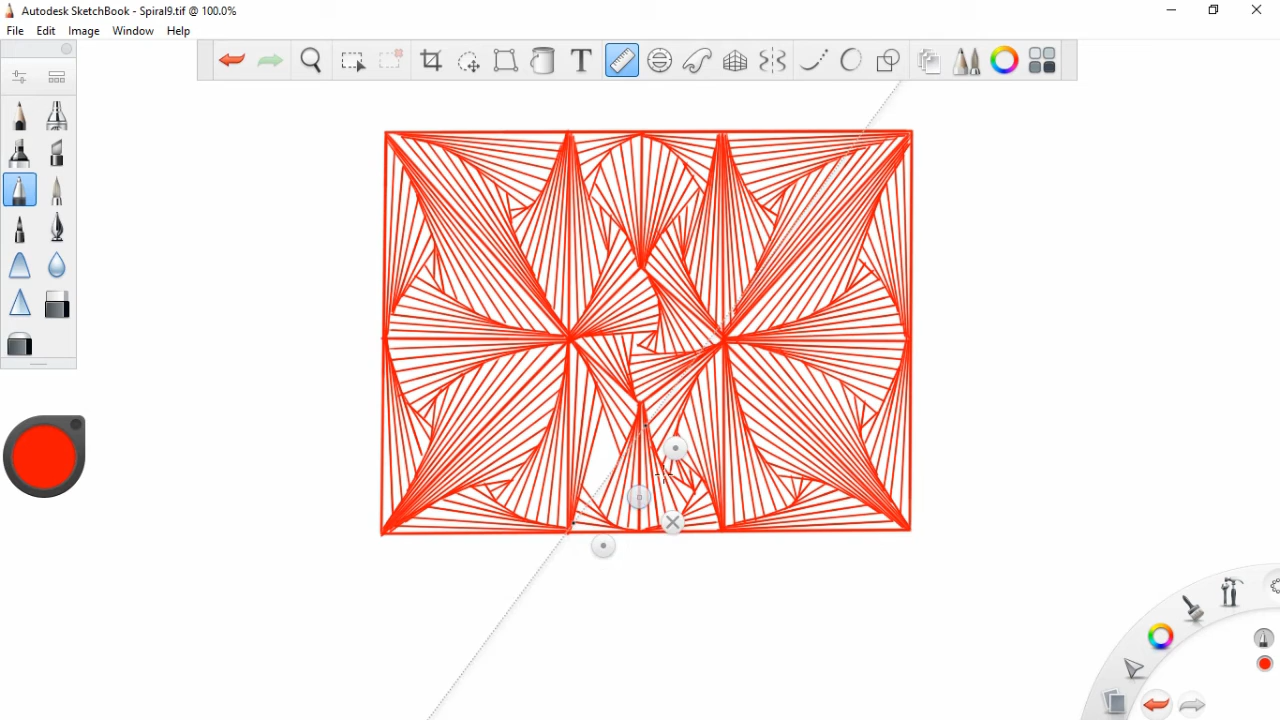 Autodesk SketchBook - Spiral9.tif @ 100.0%
File Edit Image Window Help
T